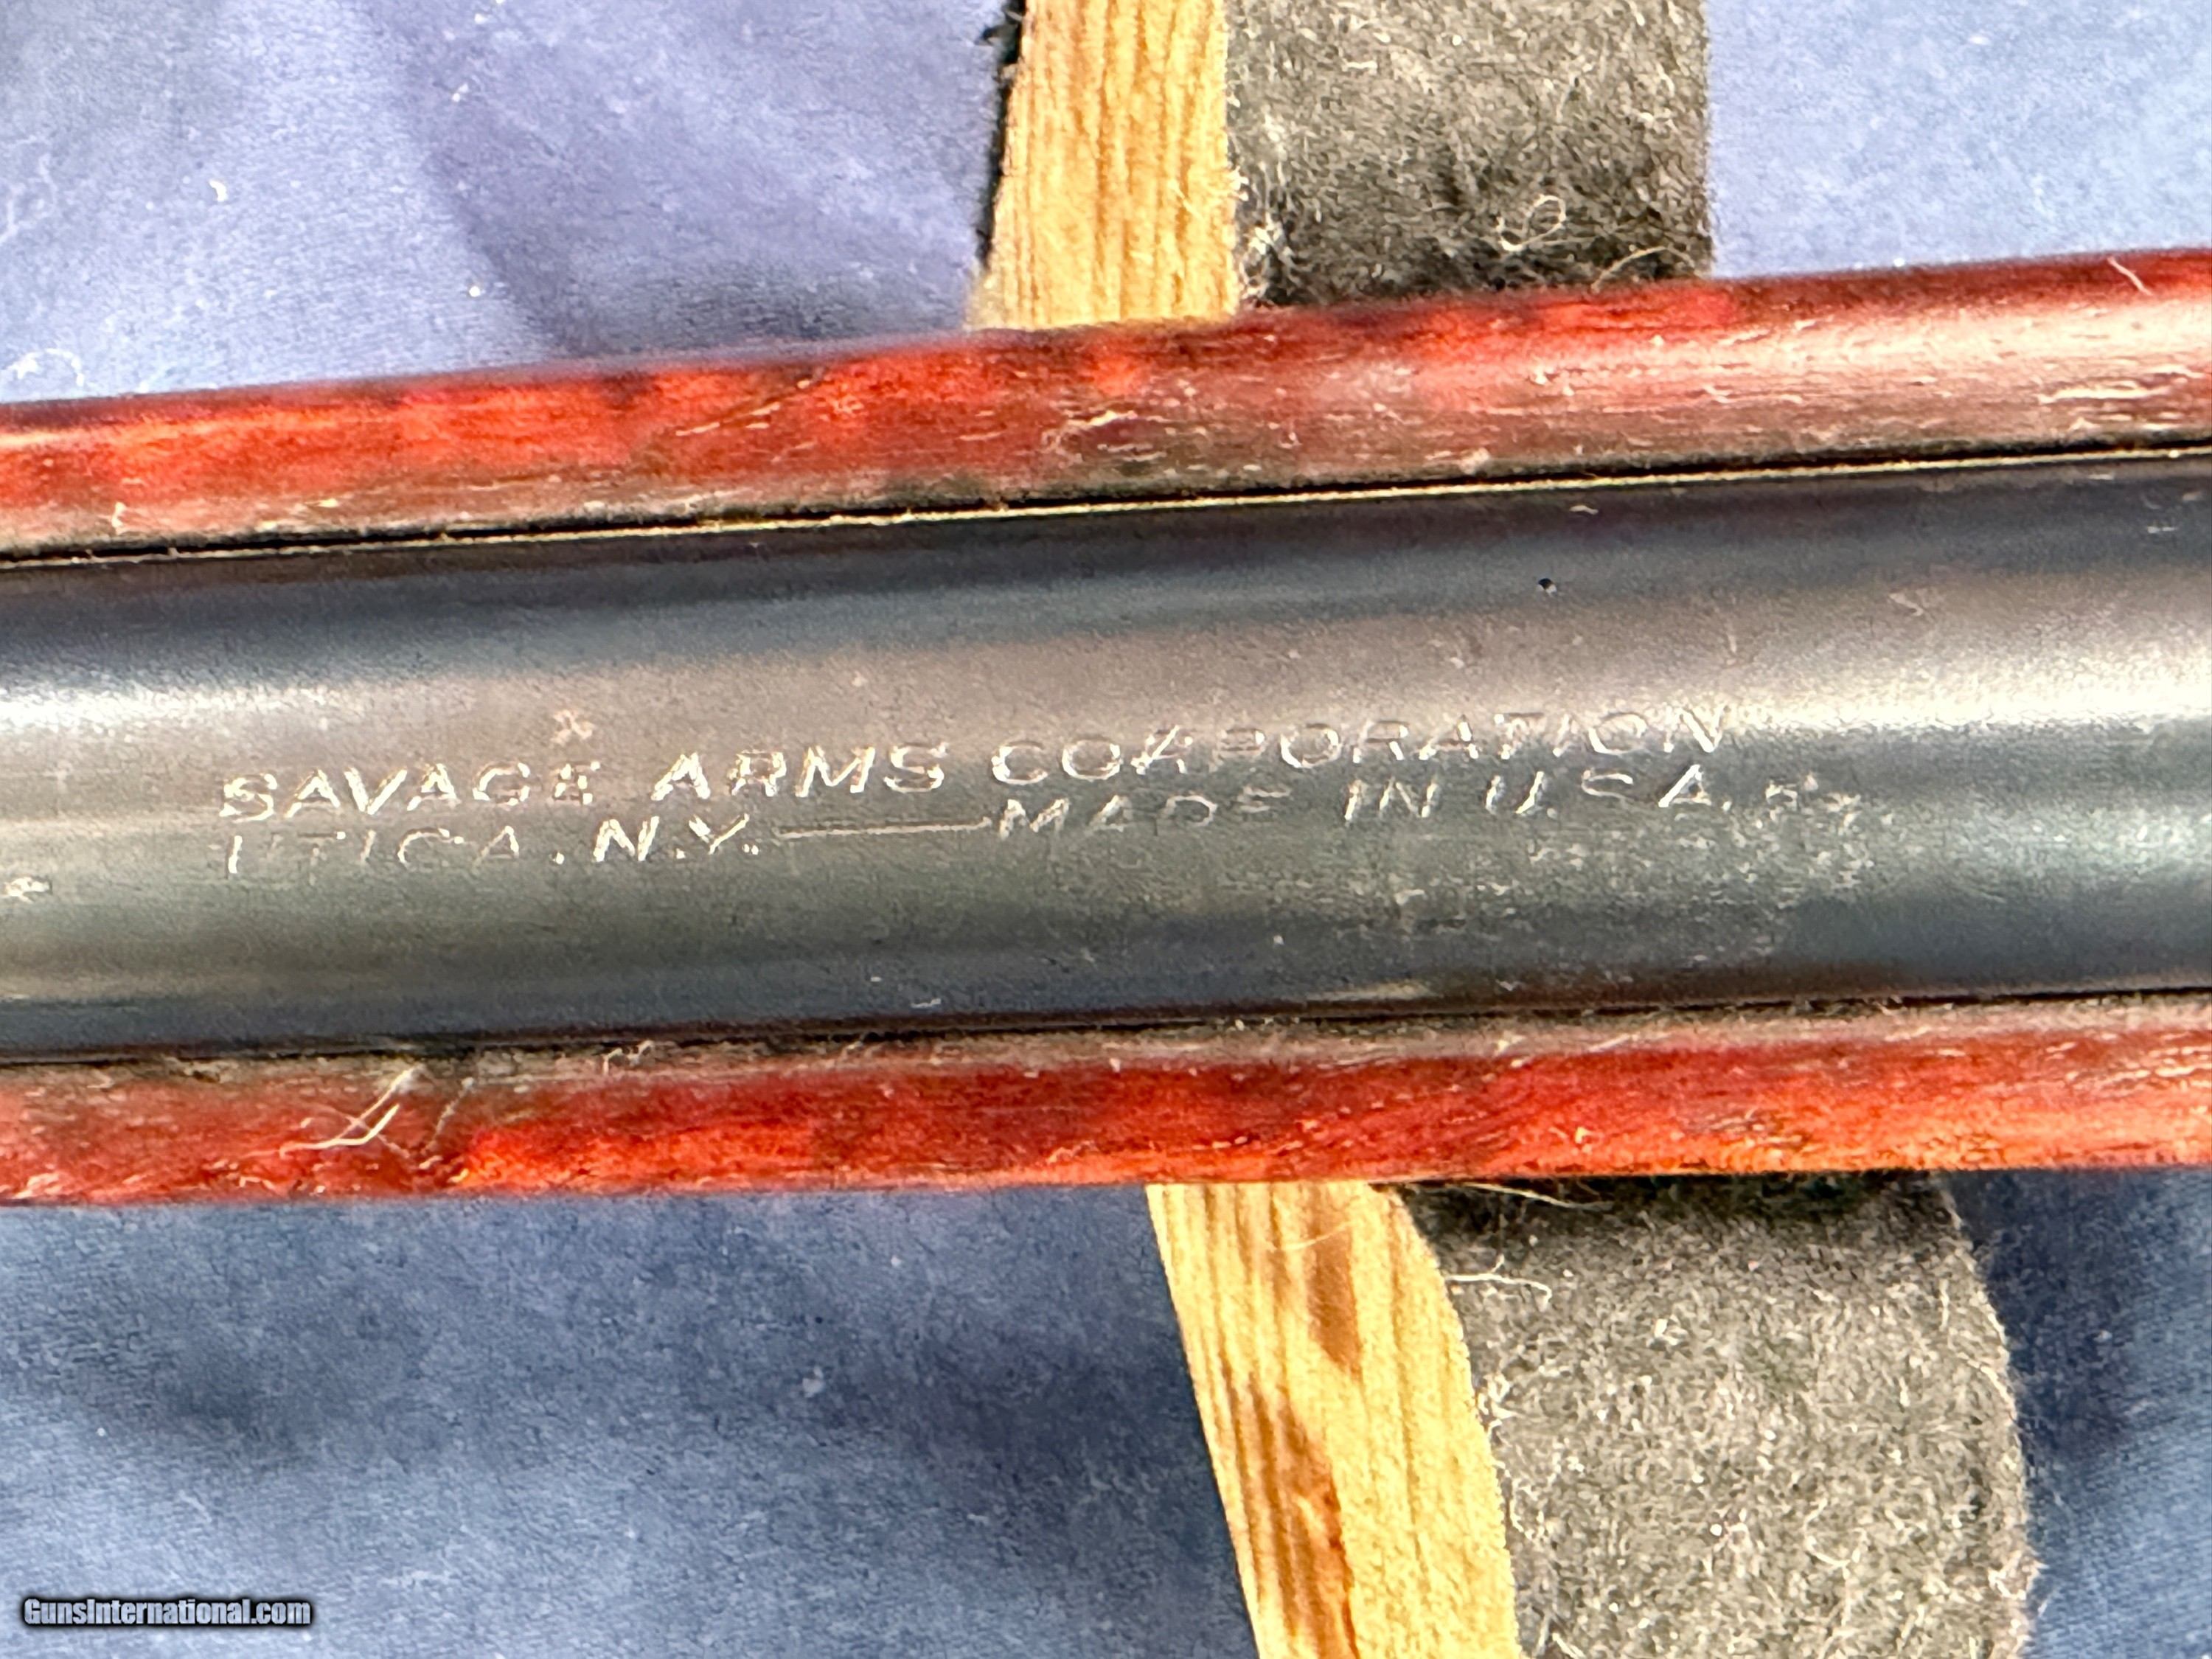 SAVAGE ARMS CORPORATION
UTICA, N.Y. — MADE IN U.S.A.
GunsInternational.com